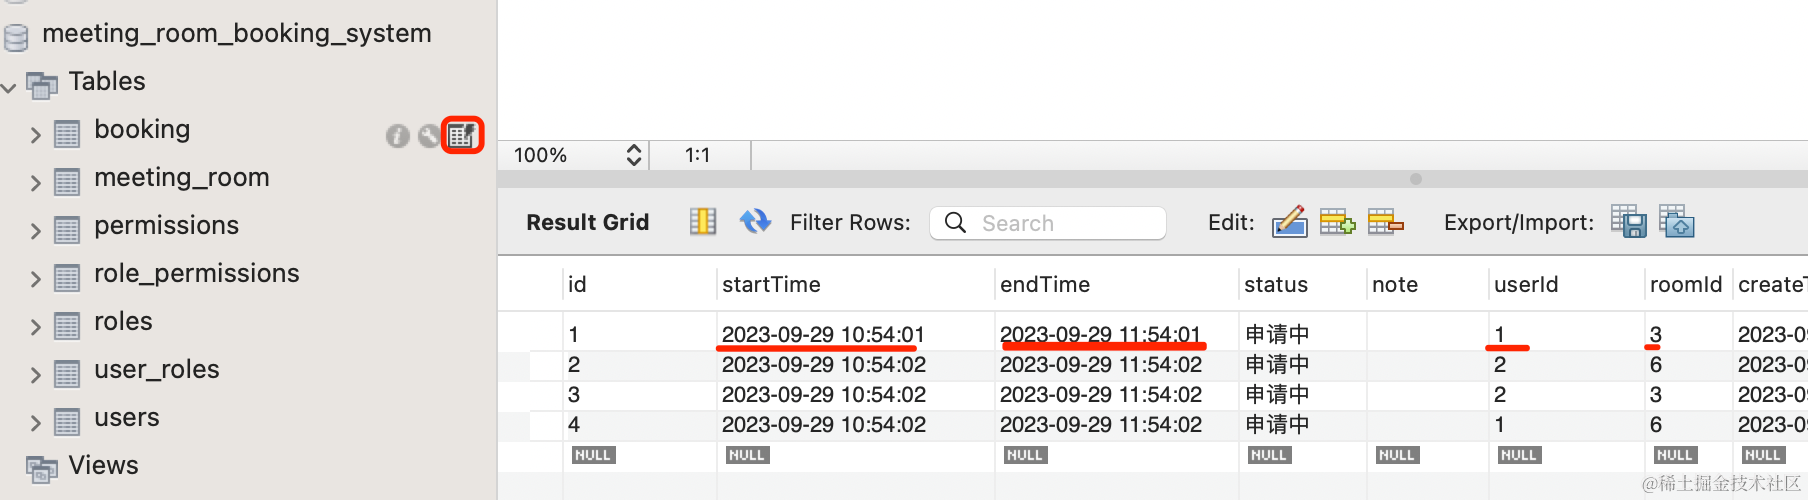 meeting_room_booking_system
Tables
booking
meeting_room
permissions
role_permissions
roles
user_roles
users
Views
100% 1:1
Result Grid Filter Rows: Search Edit: Export/Import:
id startTime endTime status note userId roomId createT
1 2023-09-29 10:54:01 2023-09-29 11:54:01 申请中 1 3 2023-0
2 2023-09-29 10:54:02 2023-09-29 11:54:02 申请中 2 6 2023-0
3 2023-09-29 10:54:02 2023-09-29 11:54:02 申请中 2 3 2023-0
4 2023-09-29 10:54:02 2023-09-29 11:54:02 申请中 1 6 2023-0
NULL NULL NULL NULL NULL NULL NULL NULL
@稀土掘金技术社区